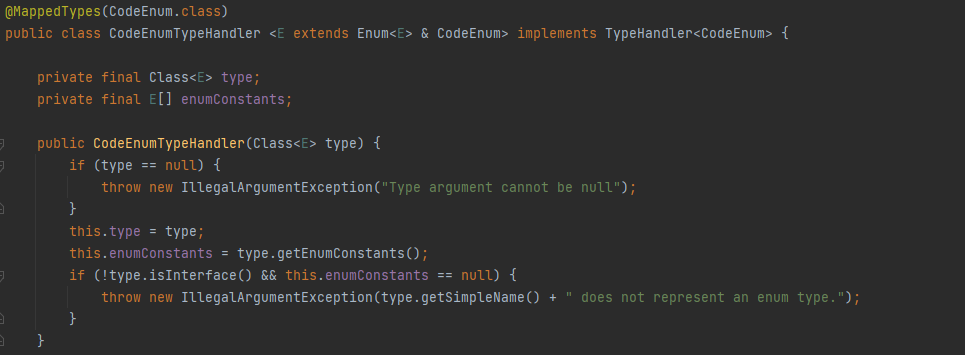 @MappedTypes(CodeEnum.class)
public class CodeEnumTypeHandler <E extends Enum<E> & CodeEnum> implements TypeHandler<CodeEnum> {
private final Class<E> type;
private final E[] enumConstants;
public CodeEnumTypeHandler(Class<E> type) {
if (type == null) {
throw new IllegalArgumentException("Type argument cannot be null");
}
this.type = type;
this.enumConstants = type.getEnumConstants();
if (!type.isInterface() && this.enumConstants == null) {
throw new IllegalArgumentException(type.getSimpleName() + " does not represent an enum type.");
}
}